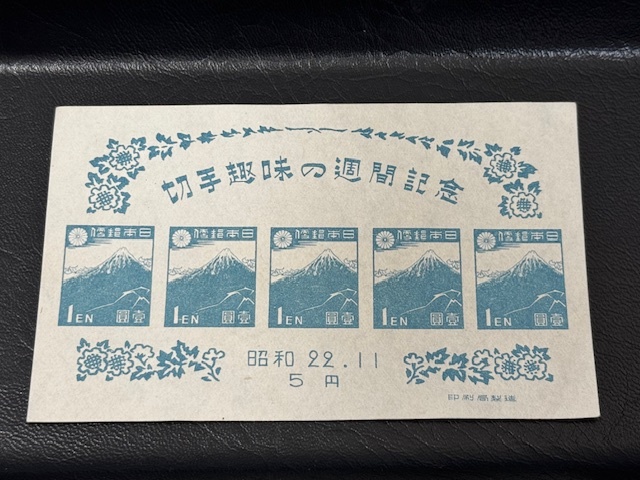 切手趣味の週間記念
便郵本日 便郵本日 便郵本日 便郵本日 便郵本日
1EN 圓壹 1EN 圓壹 1EN 圓壹 1EN 圓壹 1EN 圓壹
昭和 22.11
5 円
印刷局製造